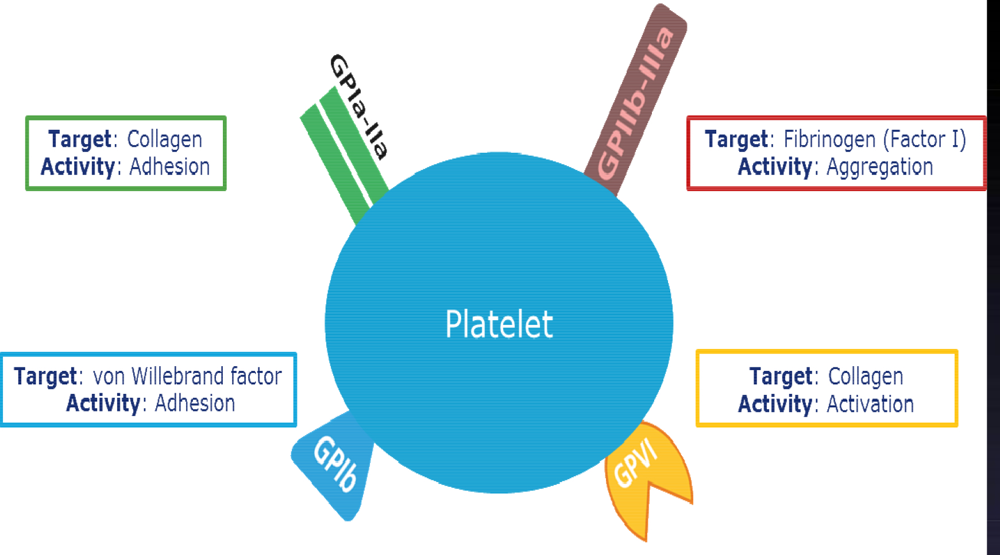 GPIa-IIa
GPIIb-IIIa
Target: Collagen
Activity: Adhesion
Target: Fibrinogen (Factor I)
Activity: Aggregation
Platelet
Target: von Willebrand factor
Activity: Adhesion
Target: Collagen
Activity: Activation
GPIb
GPVI